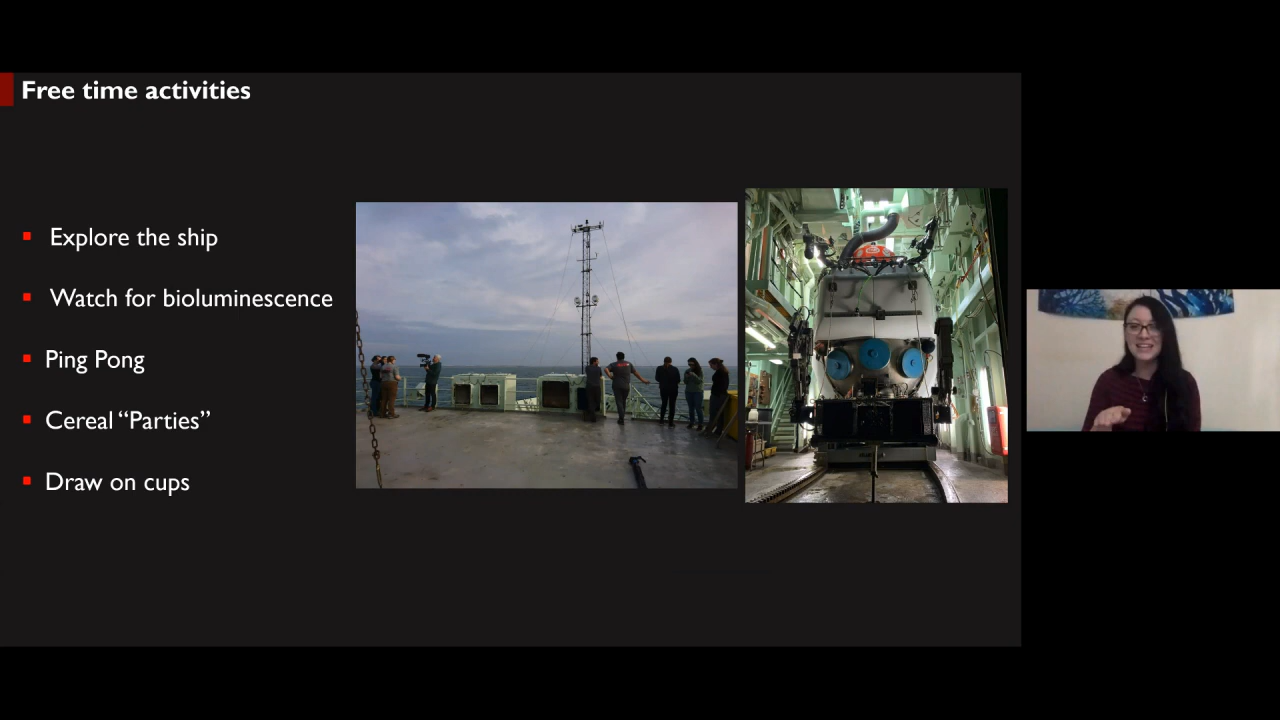 Free time activities
Explore the ship
Watch for bioluminescence
Ping Pong
Cereal “Parties”
Draw on cups